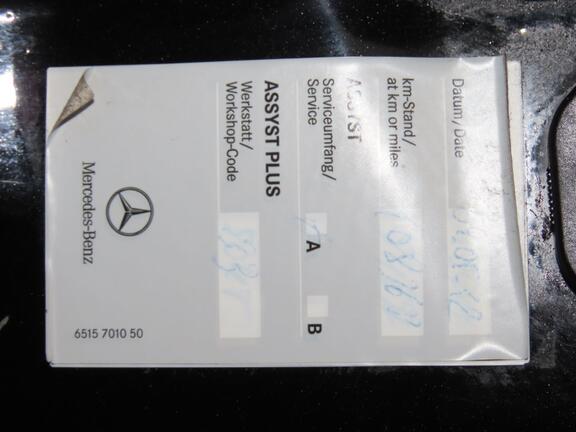 Datum/Date
km-Stand/
at km or miles
ASSYST
Serviceumfang/
Service
A
B
ASSYST PLUS
Werkstatt/
Workshop-Code
Mercedes-Benz
6515 7010 50